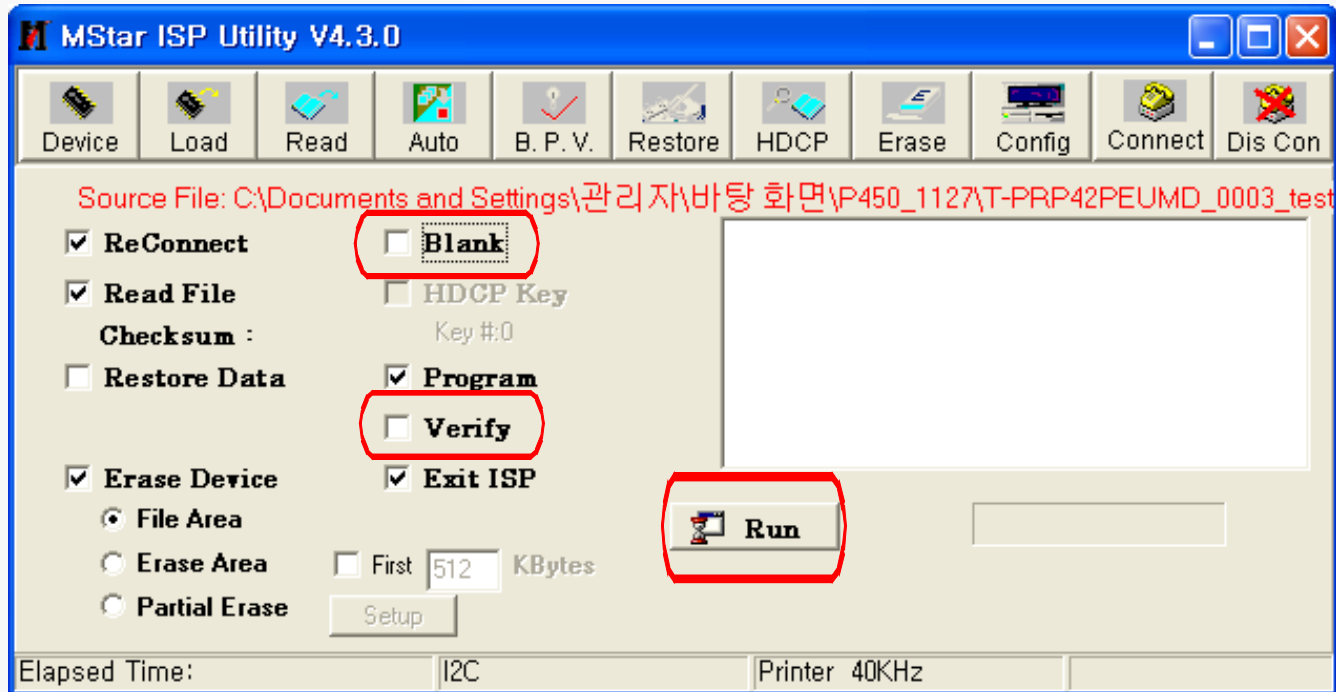 MStar ISP Utility V4.3.0
Device Load Read Auto B. P. V. Restore HDCP Erase Config Connect Dis Con
Source File: C:\Documents and Settings\관리자\바탕 화면\P450_1127\T-PRP42PEUMD_0003_test
ReConnect Blank
Read File HDCP Key
Checksum : Key #:0
Restore Data Program
Verify
Erase Device Exit ISP
File Area Run
Erase Area First 512 KBytes
Partial Erase Setup
Elapsed Time: I2C Printer 40KHz